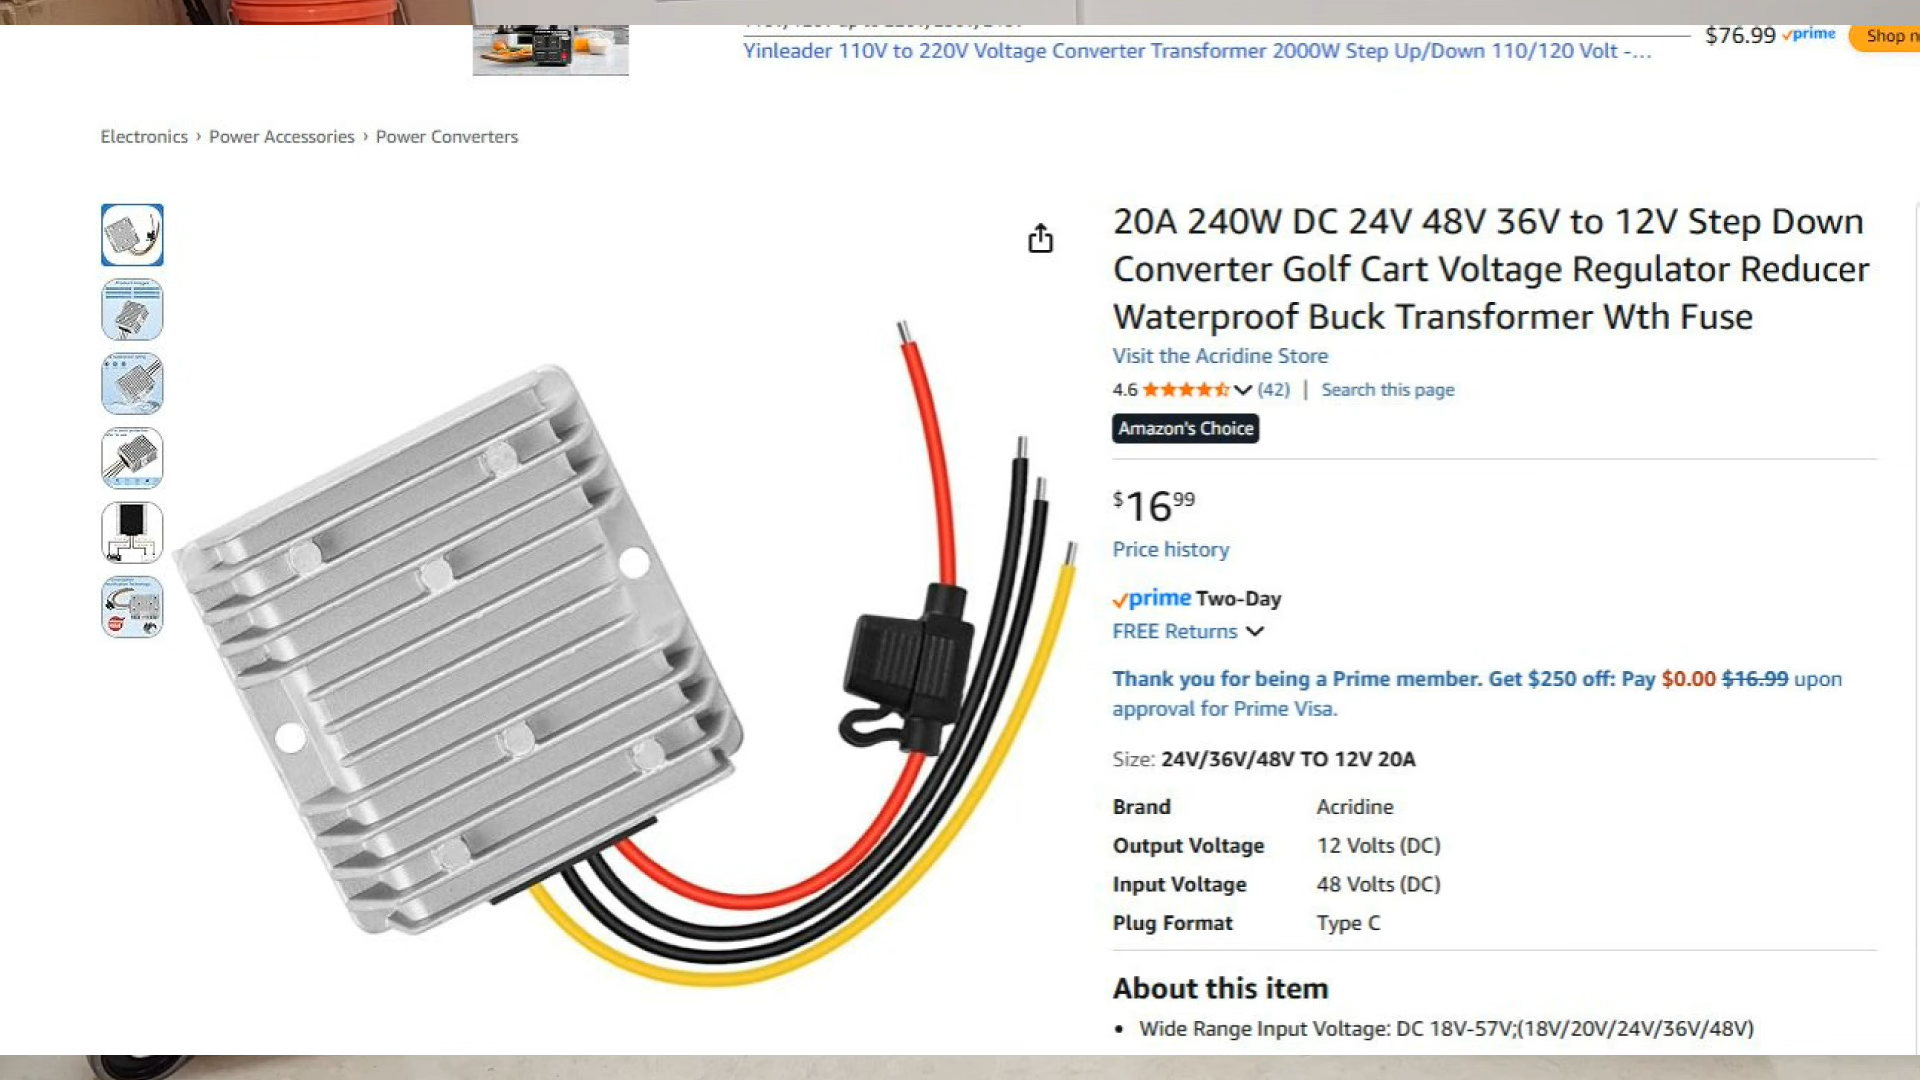 Yinleader 110V to 220V Voltage Converter Transformer 2000W Step Up/Down 110/120 Volt -...
$76.99 prime
Shop
Electronics › Power Accessories › Power Converters
20A 240W DC 24V 48V 36V to 12V Step Down
Converter Golf Cart Voltage Regulator Reducer
Waterproof Buck Transformer Wth Fuse
Visit the Acridine Store
4.6 (42) | Search this page
Amazon's Choice
$16 99
Price history
prime Two-Day
FREE Returns
Thank you for being a Prime member. Get $250 off: Pay $0.00 $16.99 upon
approval for Prime Visa.
Size: 24V/36V/48V TO 12V 20A
Brand Acridine
Output Voltage 12 Volts (DC)
Input Voltage 48 Volts (DC)
Plug Format Type C
About this item
• Wide Range Input Voltage: DC 18V-57V;(18V/20V/24V/36V/48V)